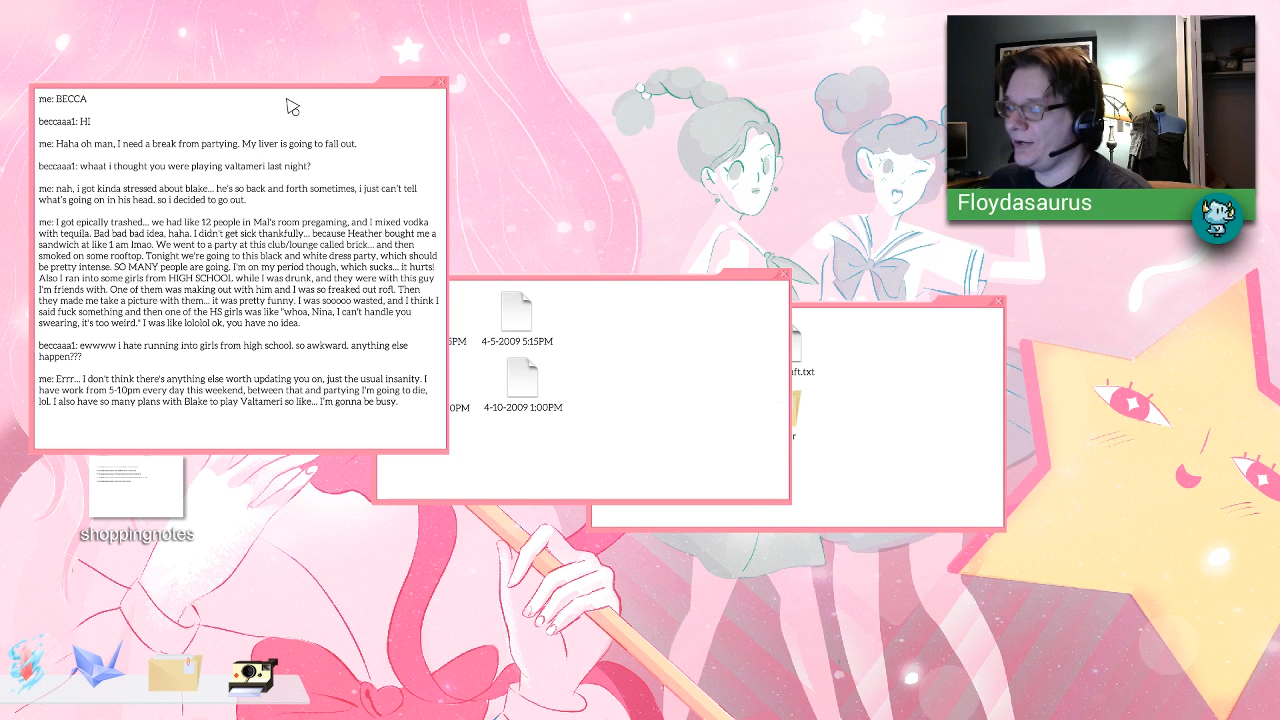 me: BECCA
beccaaa1: HI
me: Haha oh man, I need a break from partying. My liver is going to fall out.
beccaaa1: whaat i thought you were playing valtameri last night?
me: nah, i got kinda stressed about blake... he's so back and forth sometimes, i just can't tell
what's going on in his head. so i decided to go out.
me: I got epically trashed... we had like 12 people in Mal's room pregaming, and I mixed vodka
with tequila. Bad bad bad idea, haha. I didn't get sick thankfully... because Heather bought me a
sandwich at like 1 am lmao. We went to a party at this club/lounge called brick... and then
smoked on some rooftop. Tonight we're going to this black and white dress party, which should
be pretty intense. SO MANY people are going. I'm on my period though, which sucks... it hurts!
Also I ran into some girls from HIGH SCHOOL while I was drunk, and they were with this guy
I'm friends with. One of them was making out with him and I was so freaked out rofl. Then
they made me take a picture with them... it was pretty funny. I was sooooo wasted, and I think I
said fuck something and then one of the HS girls was like "whoa, Nina, I can't handle you
swearing, it's too weird." I was like lololol ok, you have no idea.
beccaaa1: ewwww i hate running into girls from high school. so awkward. anything else
happen???
me: Errr... I don't think there's anything else worth updating you on, just the usual insanity. I
have work from 5-10pm every day this weekend, between that and partying I'm going to die,
lol. I also have so many plans with Blake to play Valtameri so like... I'm gonna be busy.
5PM
4-5-2009 5:15PM
0PM
4-10-2009 1:00PM
ft.txt
r
shoppingnotes
Floydasaurus